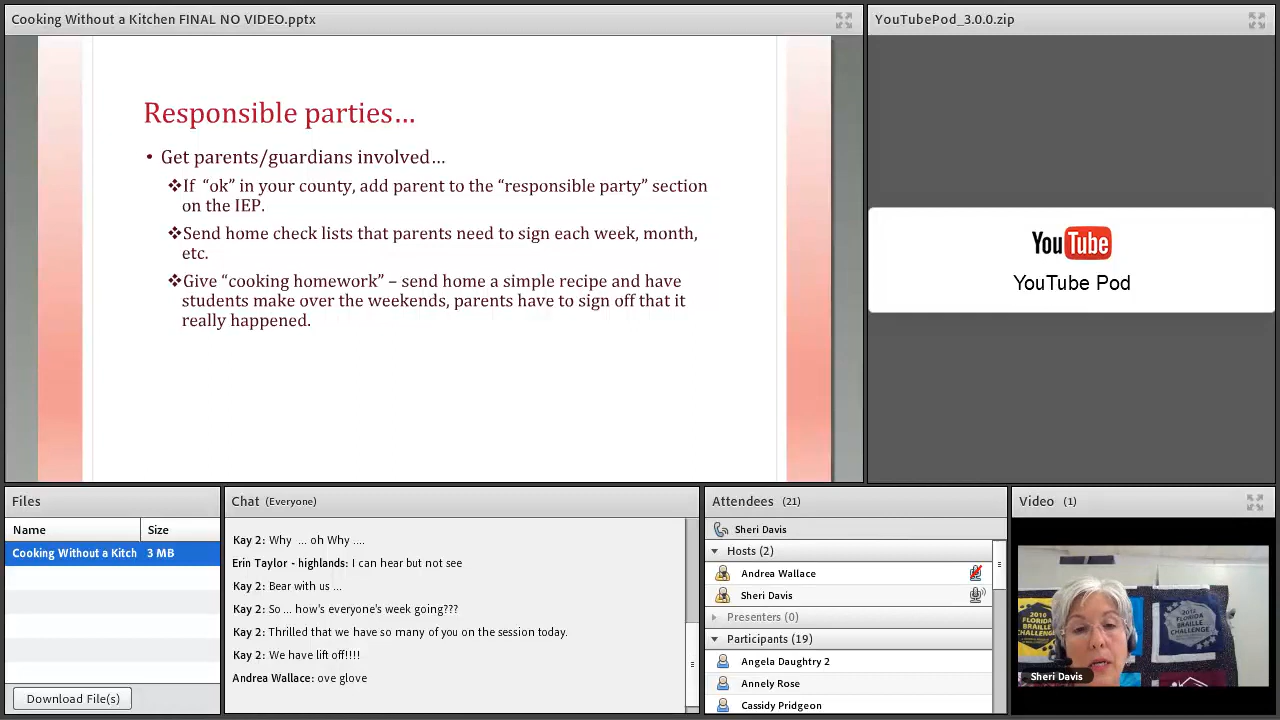 Cooking Without a Kitchen FINAL NO VIDEO.pptx
Responsible parties…
• Get parents/guardians involved…
❖If “ok” in your county, add parent to the “responsible party” section
on the IEP.
❖Send home check lists that parents need to sign each week, month,
etc.
❖Give “cooking homework” – send home a simple recipe and have
students make over the weekends, parents have to sign off that it
really happened.
YouTubePod_3.0.0.zip
YouTube
YouTube Pod
Files
Name Size
Cooking Without a Kitch 3 MB
Download File(s)
Chat (Everyone)
Kay 2: Why ... oh Why ....
Erin Taylor - highlands: I can hear but not see
Kay 2: Bear with us ...
Kay 2: So ... how's everyone's week going???
Kay 2: Thrilled that we have so many of you on the session today.
Kay 2: We have lift off!!!!
Andrea Wallace: ove glove
Attendees (21)
Sheri Davis
Hosts (2)
Andrea Wallace
Sheri Davis
Presenters (0)
Participants (19)
Angela Daughtry 2
Annely Rose
Cassidy Pridgeon
Video (1)
FLORIDA
BRAILLE
CHALLENGE
2016
FLORIDA
BRAILLE
CHALLENGE
Sheri Davis